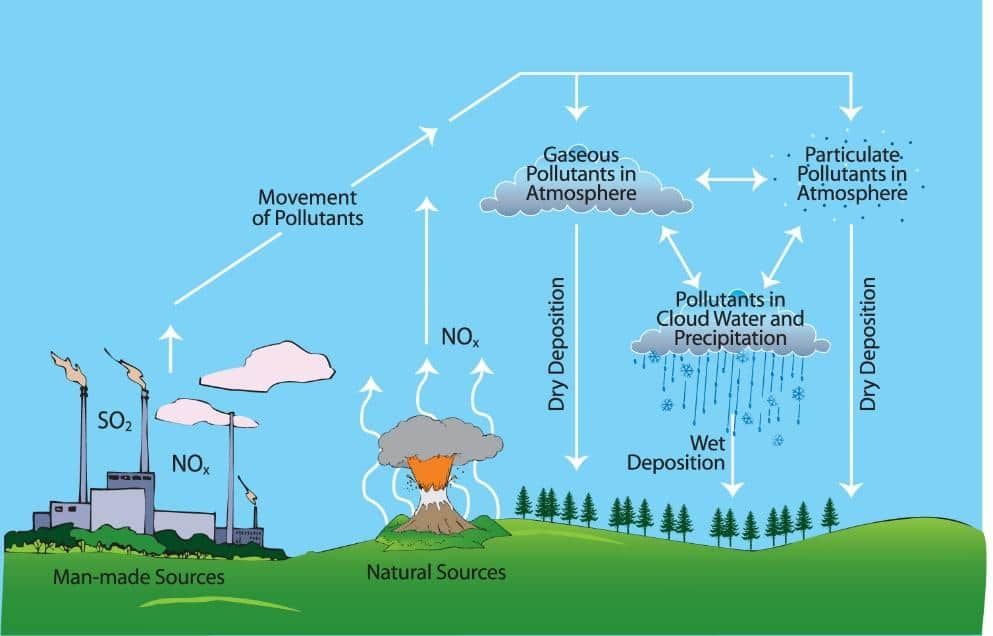 Gaseous
Pollutants in
Atmosphere
Particulate
Pollutants in
Atmosphere
Movement
of Pollutants
Pollutants in
Cloud Water and
Precipitation
NOₓ
Dry Deposition
Dry Deposition
SO₂
NOₓ
Wet
Deposition
Man-made Sources
Natural Sources